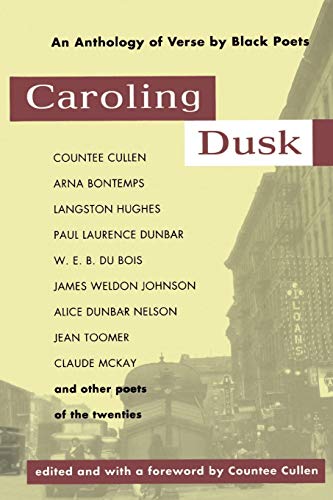 An Anthology of Verse by Black Poets
Caroling
Dusk
COUNTEE CULLEN
ARNA BONTEMPS
LANGSTON HUGHES
PAUL LAURENCE DUNBAR
W. E. B. DU BOIS
JAMES WELDON JOHNSON
ALICE DUNBAR NELSON
JEAN TOOMER
CLAUDE MCKAY
and other poets
of the twenties
edited and with a foreword by Countee Cullen
LOANS